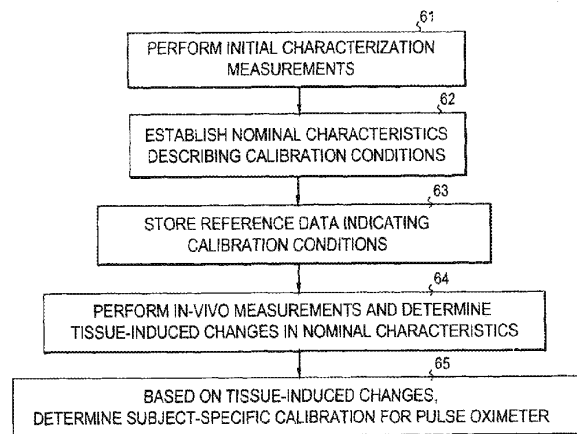 61
PERFORM INITIAL CHARACTERIZATION
MEASUREMENTS
62
ESTABLISH NOMINAL CHARACTERISTICS
DESCRIBING CALIBRATION CONDITIONS
63
STORE REFERENCE DATA INDICATING
CALIBRATION CONDITIONS
64
PERFORM IN-VIVO MEASUREMENTS AND DETERMINE
TISSUE-INDUCED CHANGES IN NOMINAL CHARACTERISTICS
65
BASED ON TISSUE-INDUCED CHANGES,
DETERMINE SUBJECT-SPECIFIC CALIBRATION FOR PULSE OXIMETER